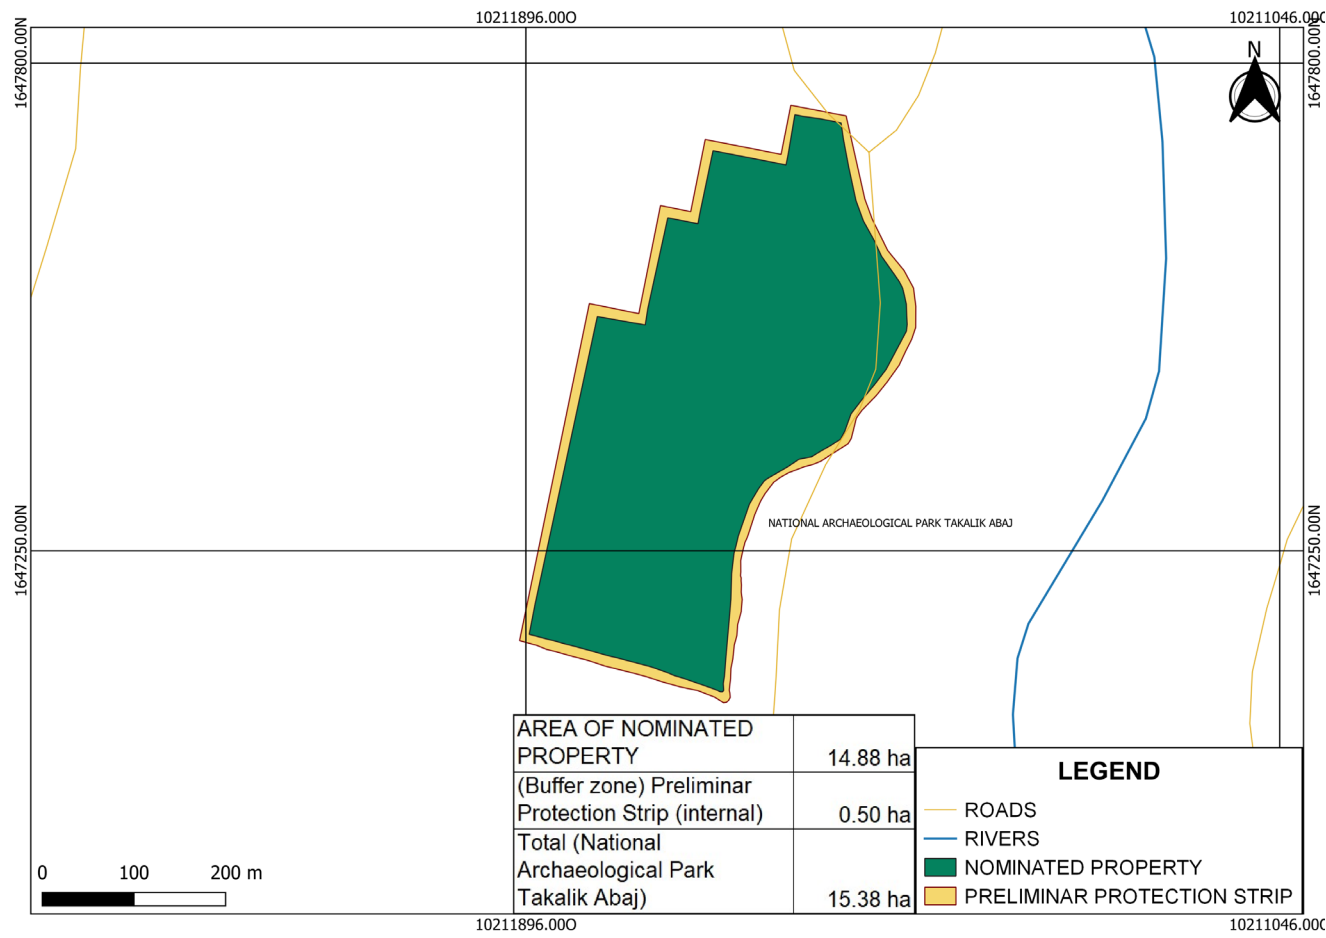 10211896.00O
10211046.00O
1647800.00N
1647800.00N
N
1647250.00N
1647250.00N
NATIONAL ARCHAEOLOGICAL PARK TAKALIK ABAJ
AREA OF NOMINATED
PROPERTY 14.88 ha
(Buffer zone) Preliminar
Protection Strip (internal) 0.50 ha
Total (National
Archaeological Park
Takalik Abaj) 15.38 ha
LEGEND
ROADS
RIVERS
NOMINATED PROPERTY
PRELIMINAR PROTECTION STRIP
0 100 200 m
10211896.00O
10211046.00O